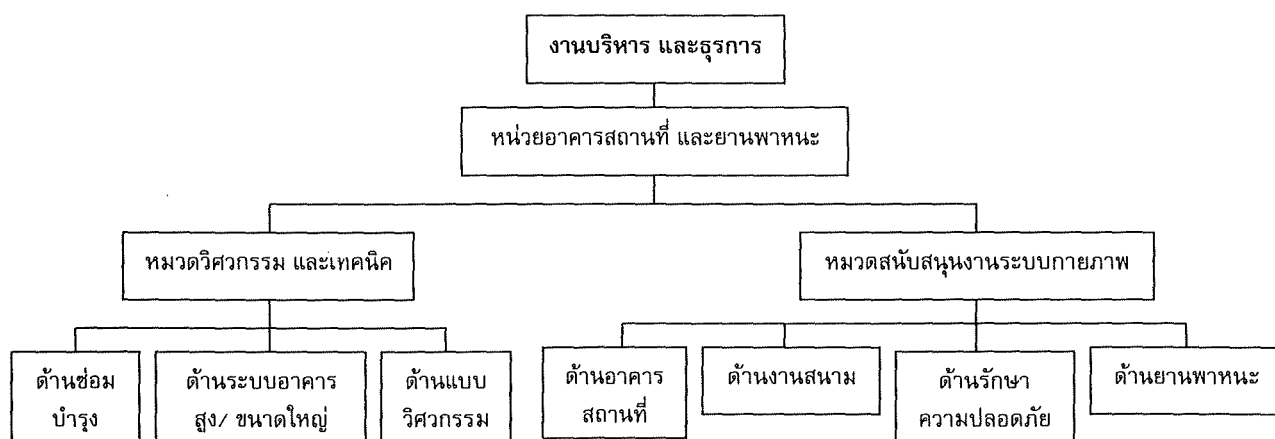 งานบริหาร และธุรการ
หน่วยอาคารสถานที่ และยานพาหนะ
หมวดวิศวกรรม และเทคนิค
หมวดสนับสนุนงานระบบกายภาพ
ด้านซ่อม
บำรุง
ด้านระบบอาคาร
สูง/ ขนาดใหญ่
ด้านแบบ
วิศวกรรม
ด้านอาคาร
สถานที่
ด้านงานสนาม
ด้านรักษา
ความปลอดภัย
ด้านยานพาหนะ